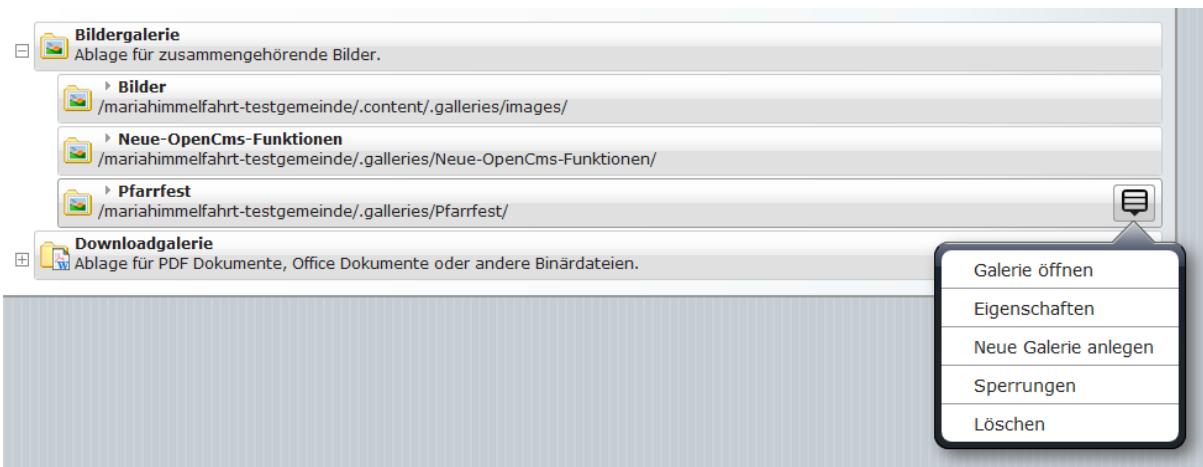 Bildergalerie
Ablage für zusammengehörende Bilder.
Bilder
/mariahimmelfahrt-testgemeinde/.content/.galleries/images/
Neue-OpenCms-Funktionen
/mariahimmelfahrt-testgemeinde/.galleries/Neue-OpenCms-Funktionen/
Pfarrfest
/mariahimmelfahrt-testgemeinde/.galleries/Pfarrfest/
Downloadgalerie
Ablage für PDF Dokumente, Office Dokumente oder andere Binärdateien.
Galerie öffnen
Eigenschaften
Neue Galerie anlegen
Sperrungen
Löschen